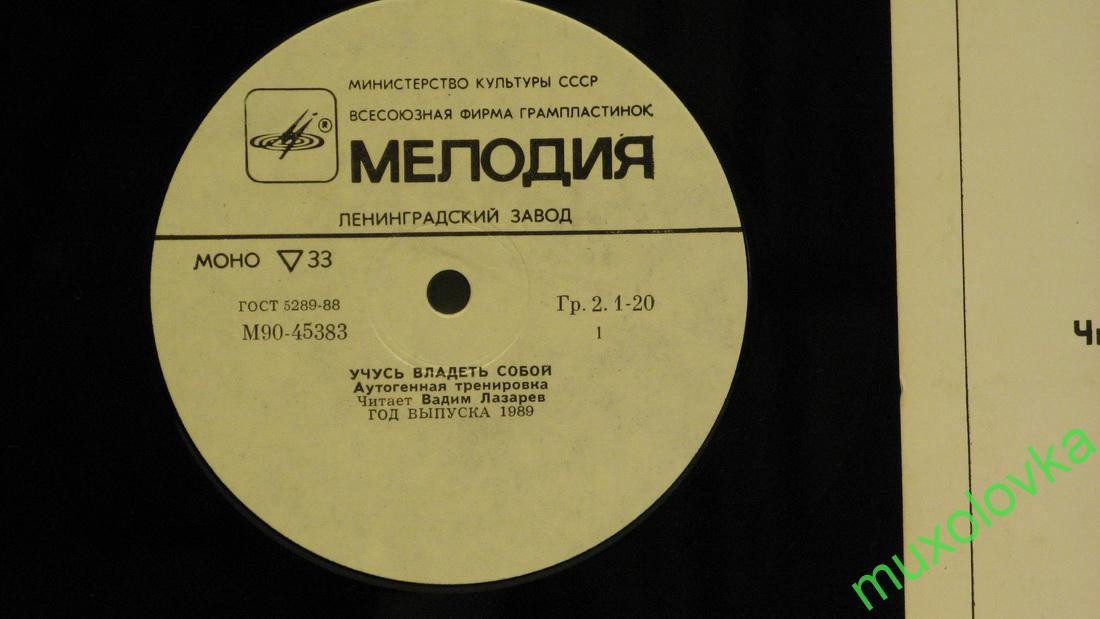 МИНИСТЕРСТВО КУЛЬТУРЫ СССР
ВСЕСОЮЗНАЯ ФИРМА ГРАМПЛАСТИНОК
®
МЕЛОДИЯ
ЛЕНИНГРАДСКИЙ ЗАВОД
МОНО ▽ 33
ГОСТ 5289-88
Гр. 2. 1-20
М90-45383
1
УЧУСЬ ВЛАДЕТЬ СОБОЙ
Аутогенная тренировка
Читает Вадим Лазарев
ГОД ВЫПУСКА 1989
muxolovka